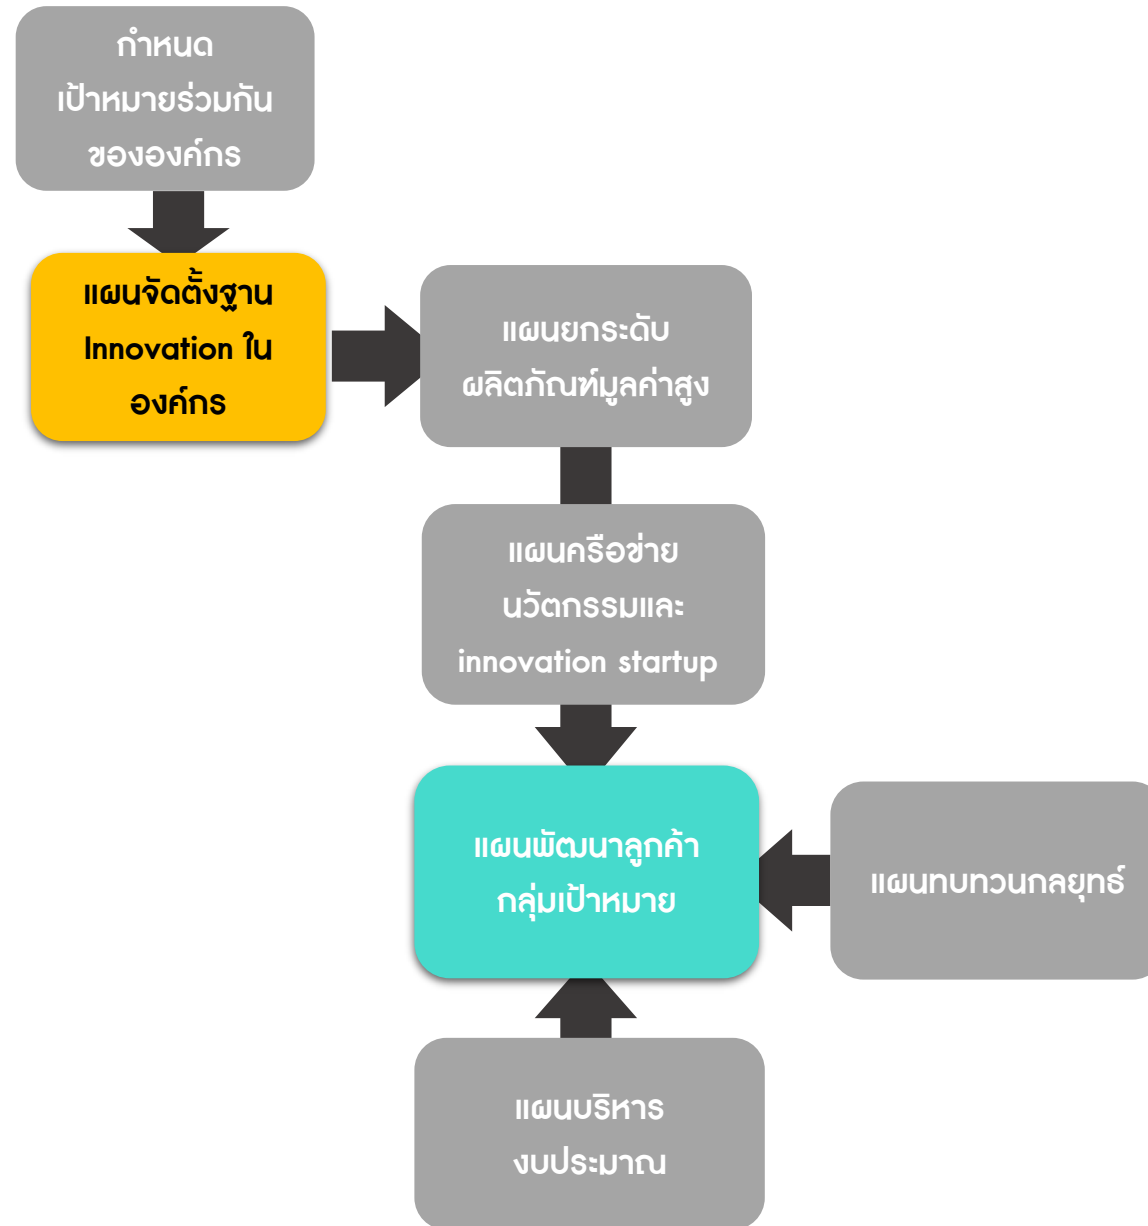 กำหนด
เป้าหมายร่วมกัน
ขององค์กร
แผนจัดตั้งฐาน
Innovation ใน
องค์กร
แผนยกระดับ
ผลิตภัณฑ์มูลค่าสูง
แผนครือข่าย
นวัตกรรมและ
innovation startup
แผนพัฒนาลูกค้า
กลุ่มเป้าหมาย
แผนทบทวนกลยุทธ์
แผนบริหาร
งบประมาณ